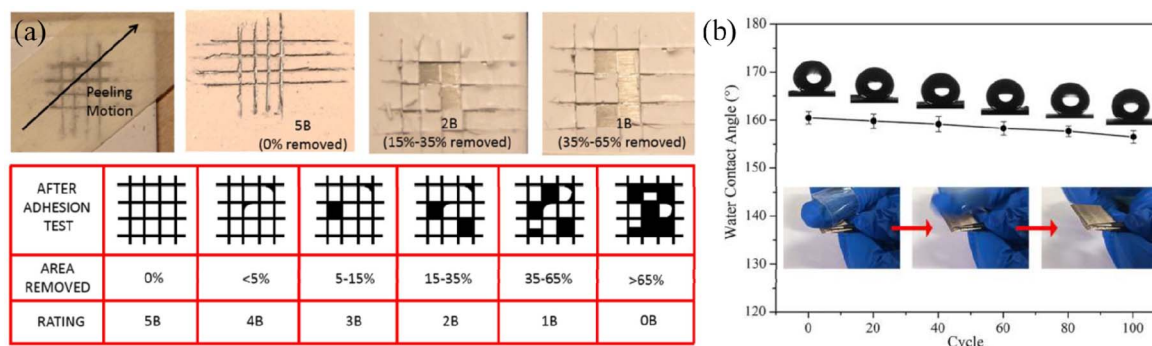 (a)
Peeling
Motion
5B
(0% removed)
2B
(15%-35% removed)
1B
(35%-65% removed)
AFTER
ADHESION
TEST
AREA
REMOVED
0%
<5%
5-15%
15-35%
35-65%
>65%
RATING
5B
4B
3B
2B
1B
0B
(b)
Water Contact Angle (°)
180
170
160
150
140
130
120
0
20
40
60
80
100
Cycle